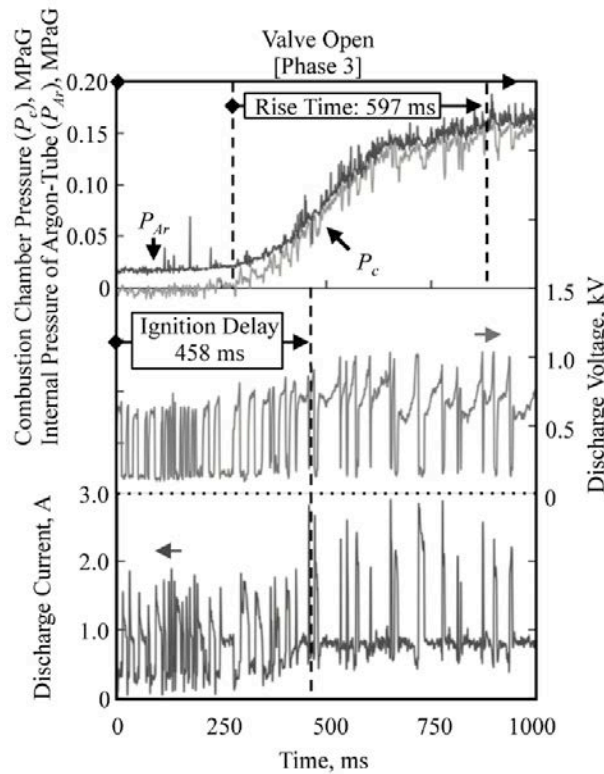 Valve Open
[Phase 3]
Combustion Chamber Pressure (P_c), MPaG
Internal Pressure of Argon-Tube (P_Ar), MPaG
0.20
0.15
0.10
0.05
0
Rise Time: 597 ms
P_Ar
P_c
Ignition Delay
458 ms
1.5
1.0
0.5
0
Discharge Voltage, kV
3.0
2.0
1.0
0
Discharge Current, A
0 250 500 750 1000
Time, ms